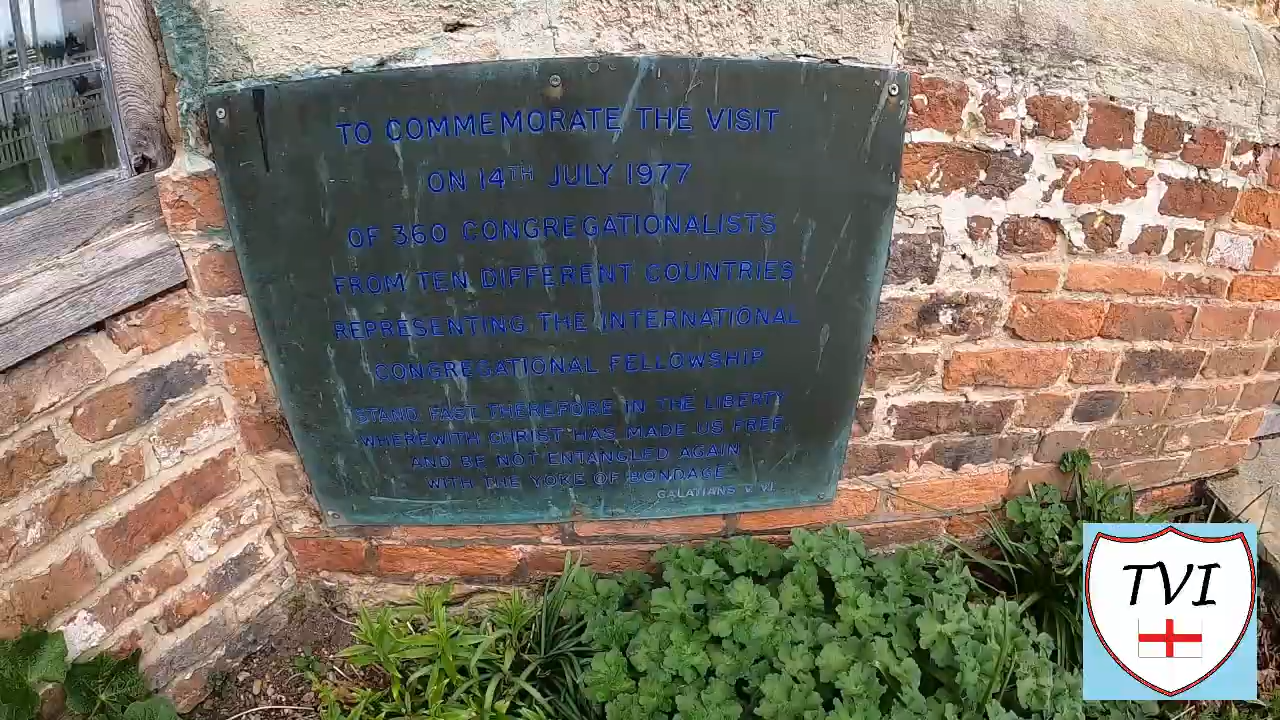 TO COMMEMORATE THE VISIT
ON 14TH JULY 1977
OF 360 CONGREGATIONALISTS
FROM TEN DIFFERENT COUNTRIES
REPRESENTING THE INTERNATIONAL
CONGREGATIONAL FELLOWSHIP
"STAND FAST THEREFORE IN THE LIBERTY
WHEREWITH CHRIST HAS MADE US FREE,
AND BE NOT ENTANGLED AGAIN
WITH THE YOKE OF BONDAGE"
GALATIANS V. VI.
TVI